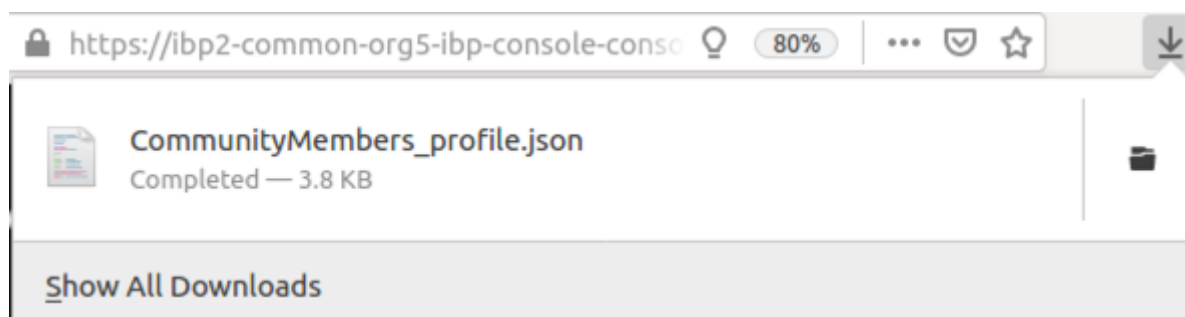 https://ibp2-common-org5-ibp-console-conso 80%
CommunityMembers_profile.json
Completed — 3.8 KB
Show All Downloads